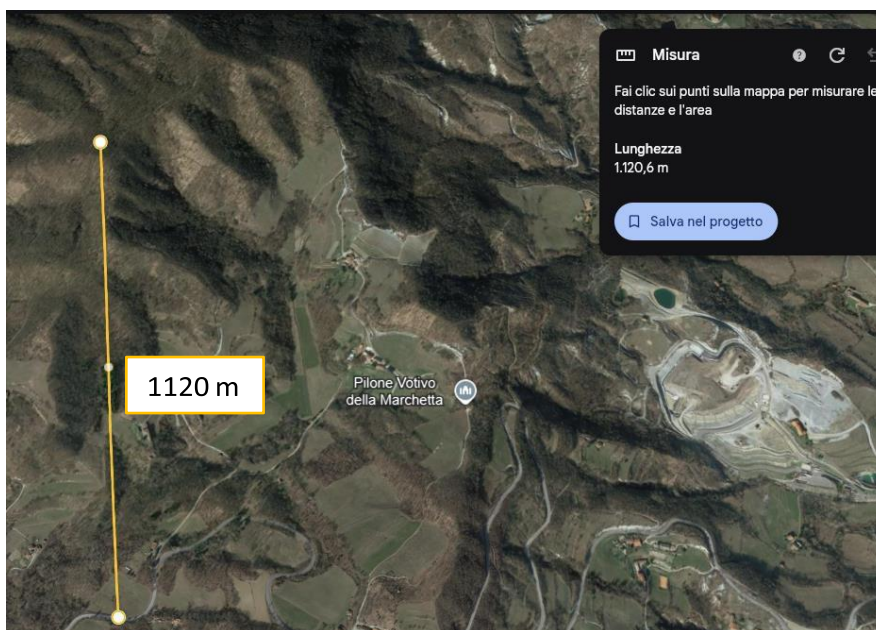 Misura
Fai clic sui punti sulla mappa per misurare le
distanze e l'area
Lunghezza
1.120,6 m
Salva nel progetto
1120 m
Pilone Votivo
della Marchetta